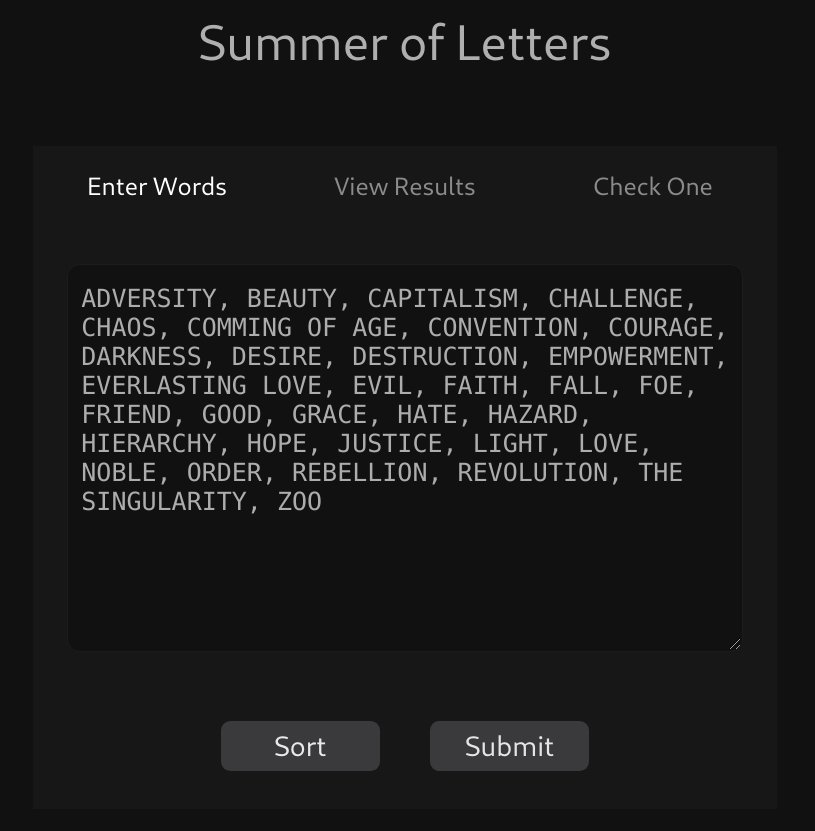 Summer of Letters
Enter Words
View Results
Check One
ADVERSITY, BEAUTY, CAPITALISM, CHALLENGE,
CHAOS, COMMING OF AGE, CONVENTION, COURAGE,
DARKNESS, DESIRE, DESTRUCTION, EMPOWERMENT,
EVERLASTING LOVE, EVIL, FAITH, FALL, FOE,
FRIEND, GOOD, GRACE, HATE, HAZARD,
HIERARCHY, HOPE, JUSTICE, LIGHT, LOVE,
NOBLE, ORDER, REBELLION, REVOLUTION, THE
SINGULARITY, ZOO
Sort
Submit